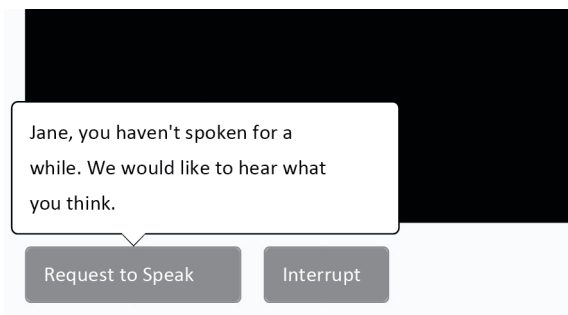 Jane, you haven't spoken for a
while. We would like to hear what
you think.
Request to Speak
Interrupt